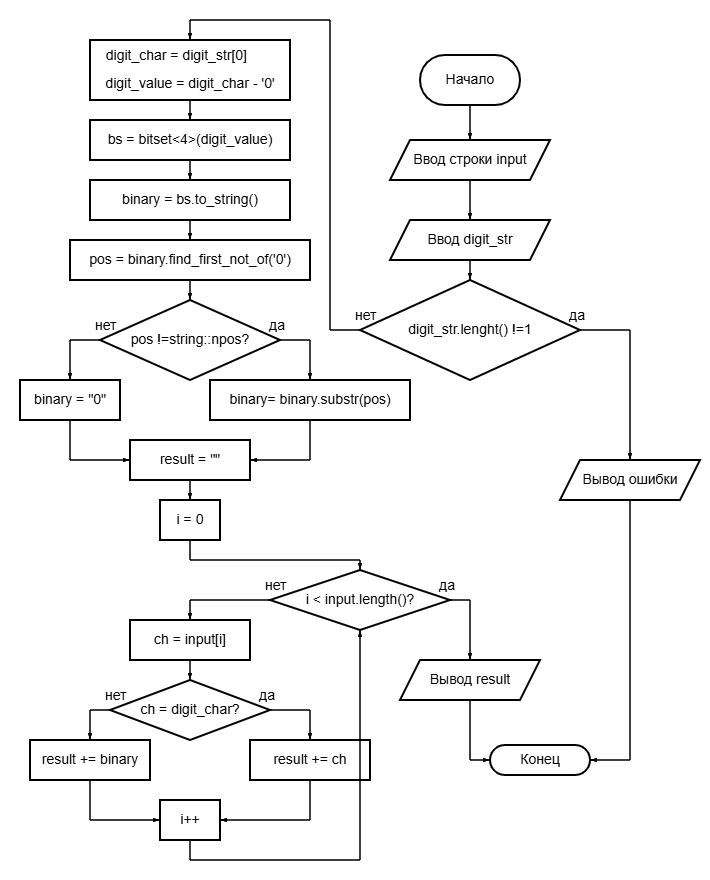 Начало
Ввод строки input
Ввод digit_str
digit_str.lenght() !=1
нет
да
Вывод ошибки
digit_char = digit_str[0]
digit_value = digit_char - '0'
bs = bitset<4>(digit_value)
binary = bs.to_string()
pos = binary.find_first_not_of('0')
pos !=string::npos?
нет
да
binary = "0"
binary= binary.substr(pos)
result = ""
i = 0
i < input.length()?
нет
да
ch = input[i]
Вывод result
ch = digit_char?
нет
да
result += binary
result += ch
i++
Конец